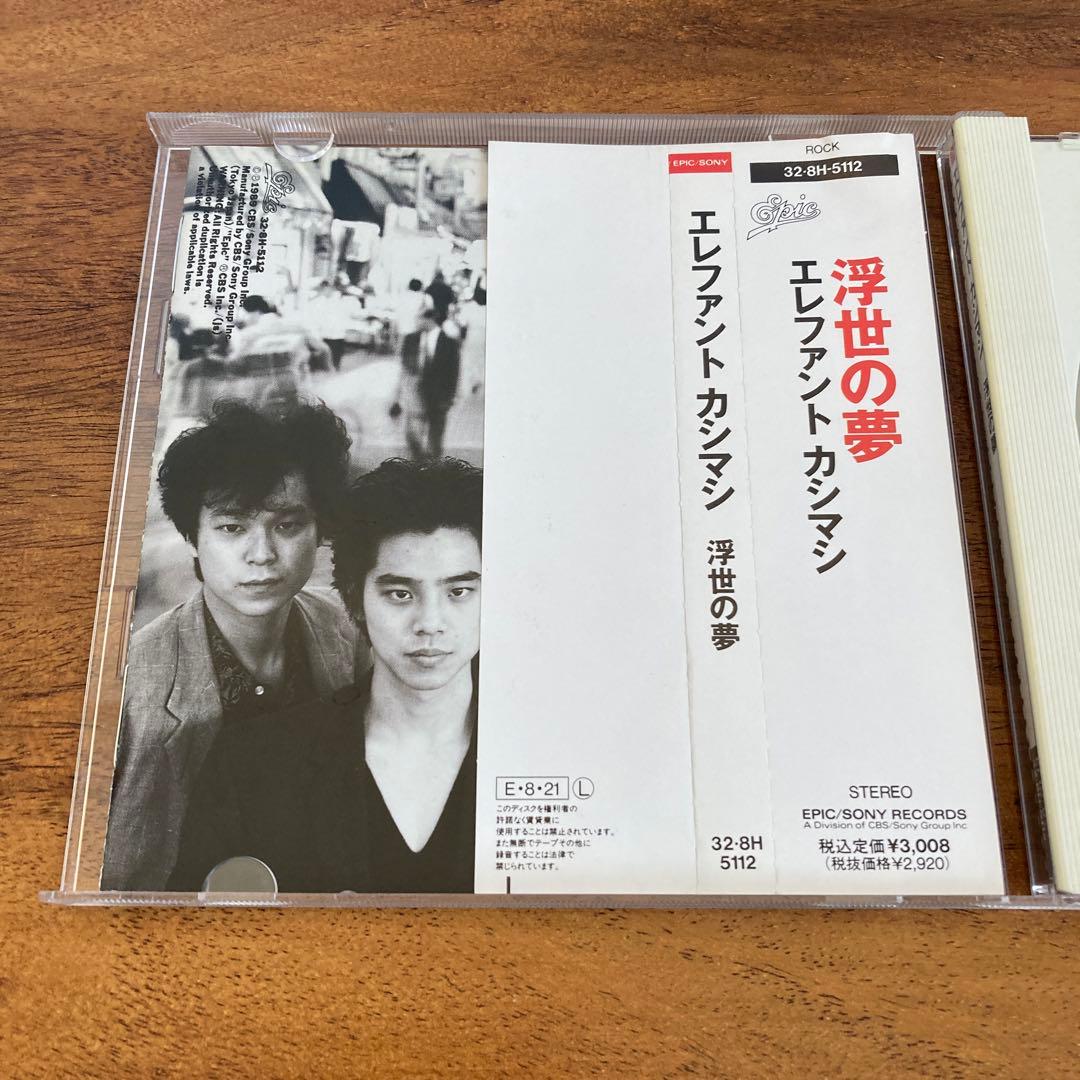 Epic 32·8H-5112
℗©1989 CBS/Sony Group Inc.
Manufactured by CBS/Sony Group Inc.
(Tokyo Japan)/"Epic" ℗CBS Inc./(js)
WARNING: All Rights Reserved.
Unauthorized duplication is
a violation of applicable laws.
E•8•21 L
このディスクを権利者の
許諾なく賃貸業に
使用することは禁止されています。
また無断でテープその他に
録音することは法律で
禁じられています。
EPIC/SONY
エレファント カシマシ 浮世の夢
32·8H
5112
ROCK
32·8H-5112
Epic
浮世の夢
エレファント カシマシ
STEREO
EPIC/SONY RECORDS
A Division of CBS/Sony Group Inc
税込定価¥3,008
(税抜価格¥2,920)